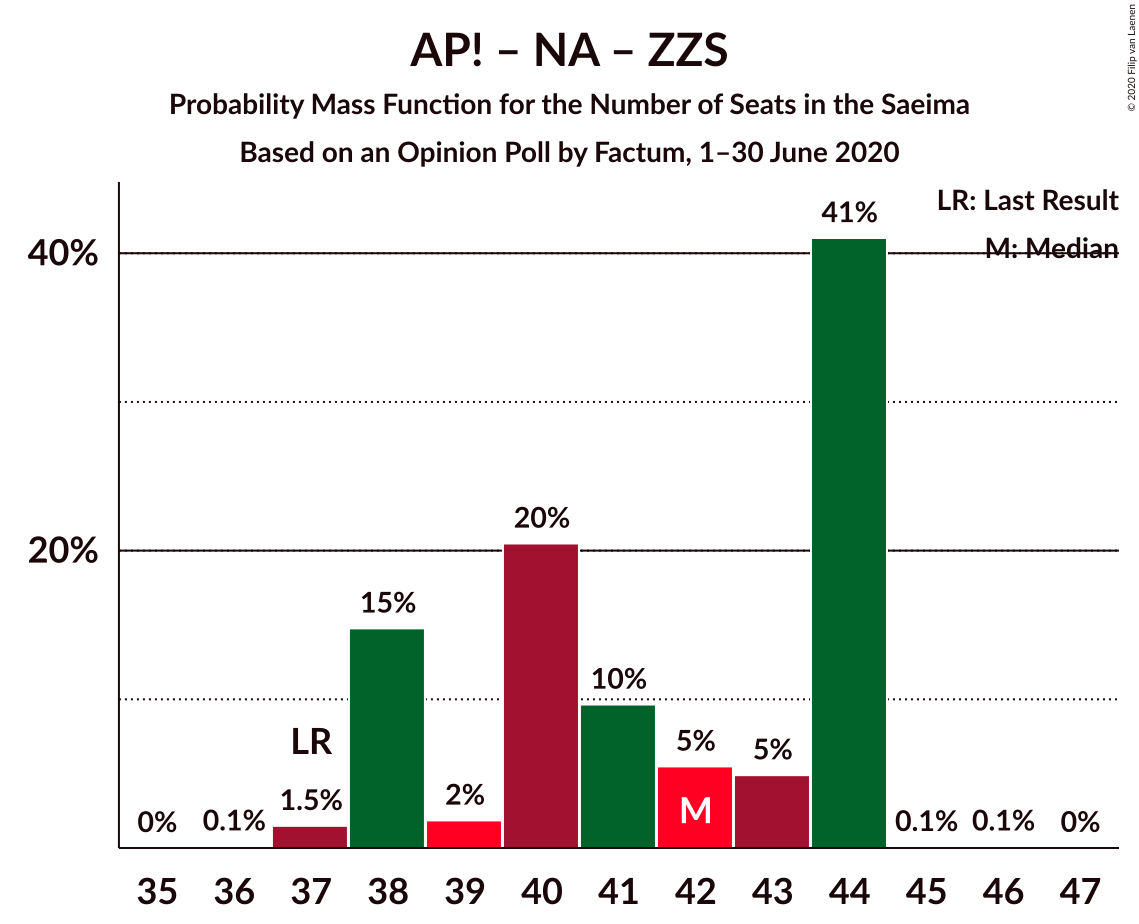 AP! – NA – ZZS
Probability Mass Function for the Number of Seats in the Saeima
Based on an Opinion Poll by Factum, 1–30 June 2020
© 2020 Filip van Laenen
LR: Last Result
M: Median
40%
20%
0%
0.1%
LR
1.5%
15%
2%
20%
10%
5%
M
5%
41%
0.1%
0.1%
0%
35 36 37 38 39 40 41 42 43 44 45 46 47